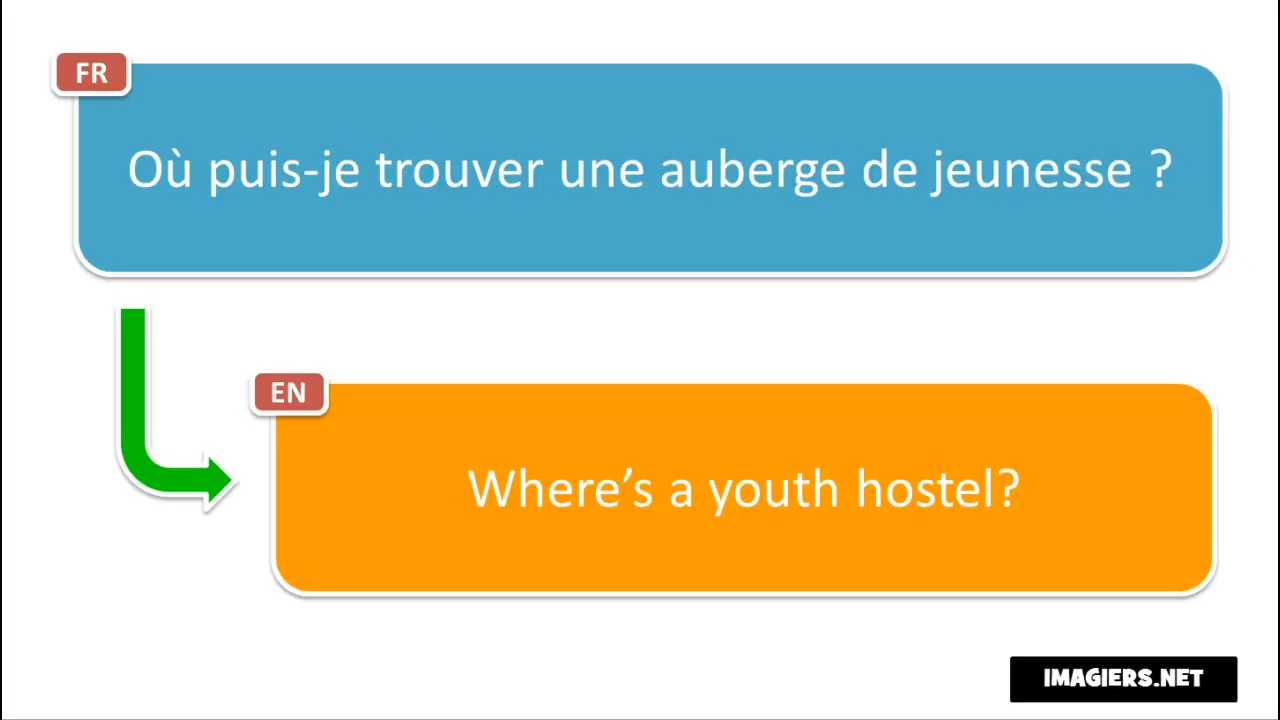 FR
Où puis-je trouver une auberge de jeunesse ?
EN
Where’s a youth hostel?
IMAGIERS.NET